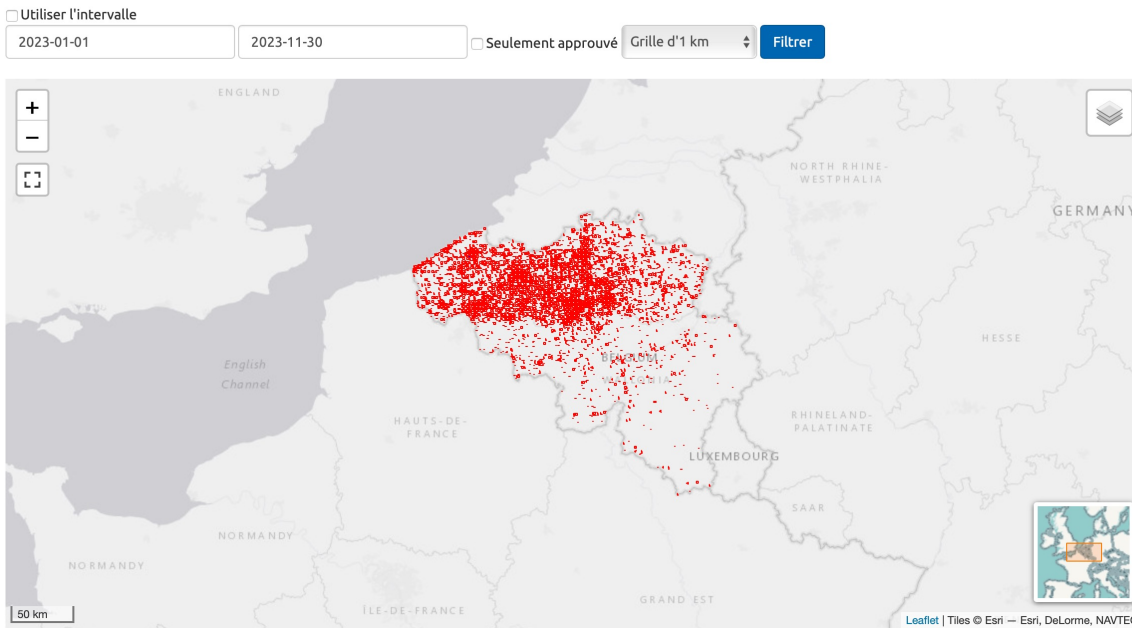 Utiliser l'intervalle
2023-01-01 2023-11-30 Seulement approuvé Grille d'1 km Filtrer
+
−
ENGLAND
NORTH RHINE-
WESTPHALIA
GERMANY
BELGIUM
WALLONIA
English
Channel
HESSE
HAUTS-DE-
FRANCE
RHINELAND-
PALATINATE
LUXEMBOURG
SAAR
NORMANDY
NORMANDY
GRAND EST
ÎLE-DE-FRANCE
50 km
Leaflet | Tiles © Esri — Esri, DeLorme, NAVTEQ